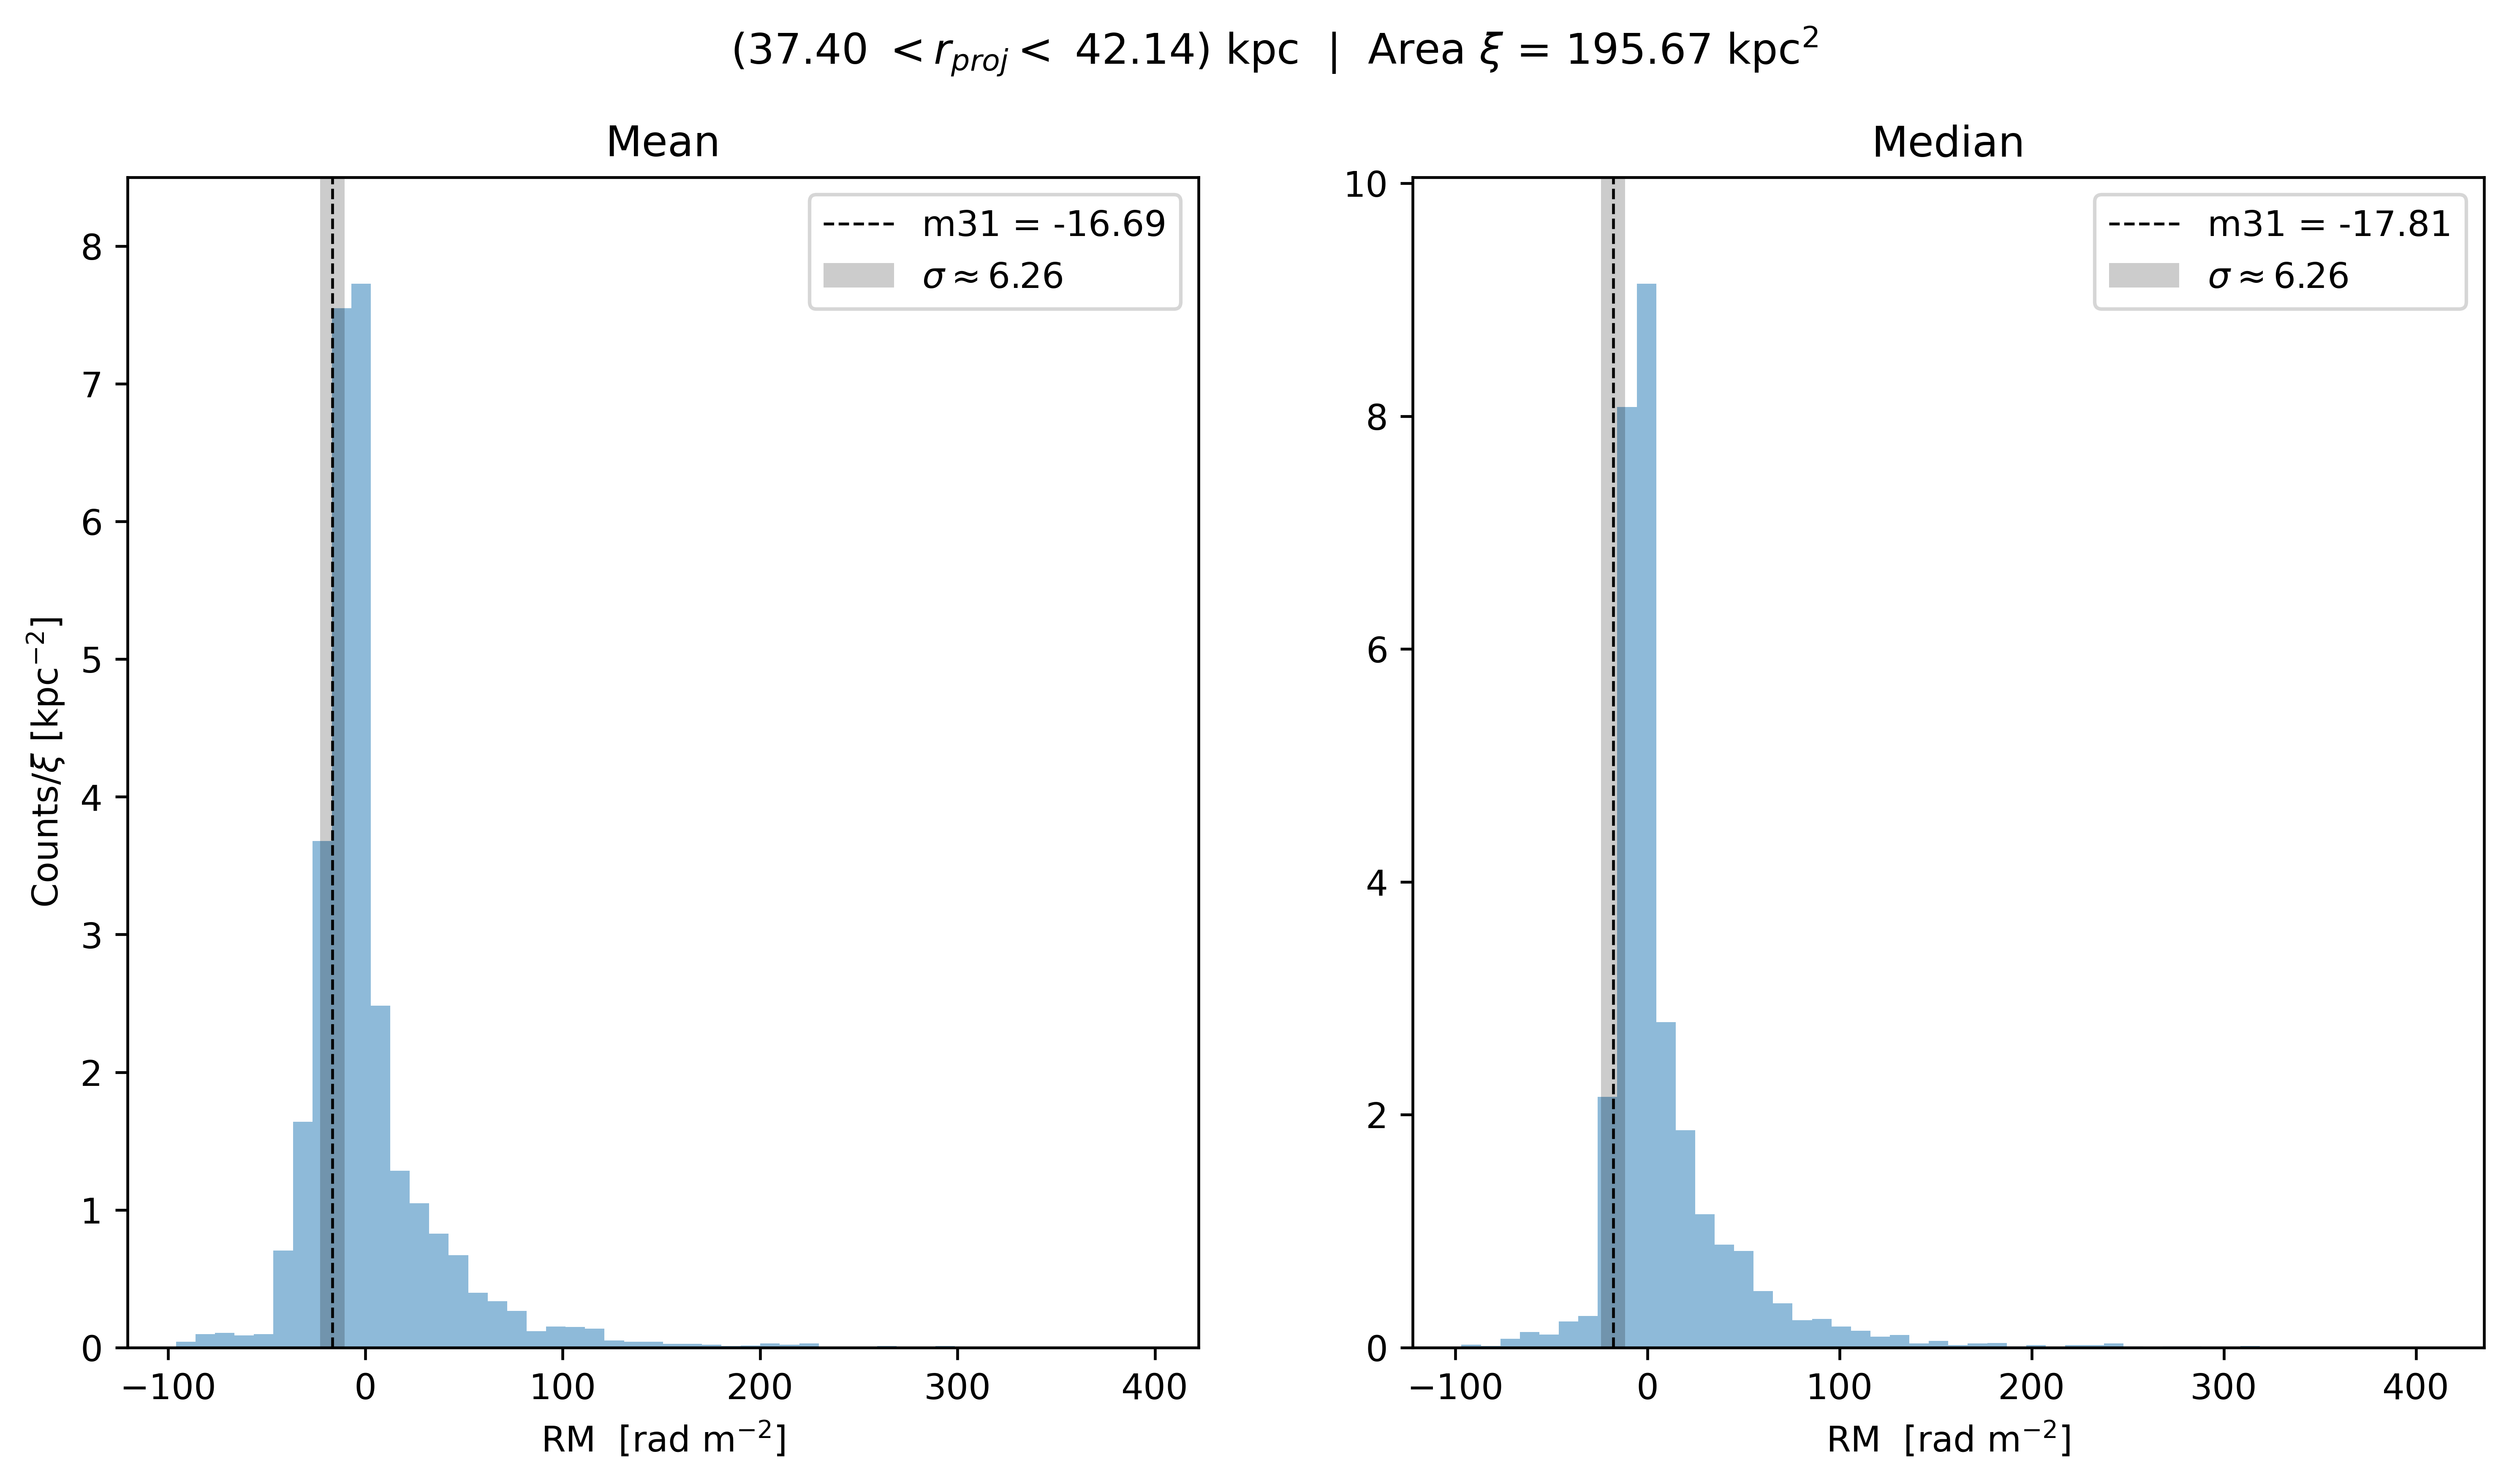 (37.40 < r_proj < 42.14) kpc | Area ξ = 195.67 kpc²
Mean
m31 = -16.69
σ ≈ 6.26
8
7
6
5
4
3
2
1
0
Counts/ξ [kpc⁻²]
−100 0 100 200 300 400
RM [rad m⁻²]
Median
m31 = -17.81
σ ≈ 6.26
10
8
6
4
2
0
−100 0 100 200 300 400
RM [rad m⁻²]